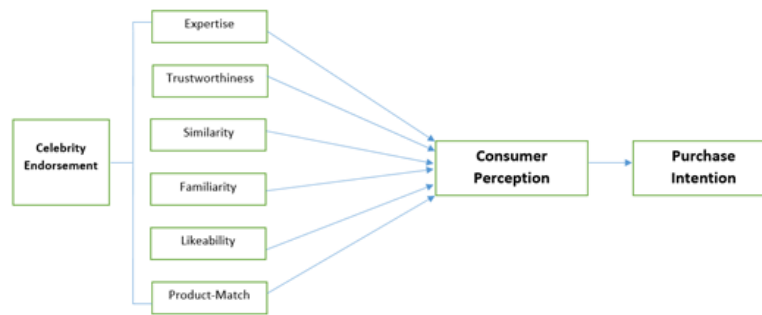 Expertise
Trustworthiness
Similarity
Celebrity
Endorsement
Familiarity
Likeability
Product-Match
Consumer
Perception
Purchase
Intention